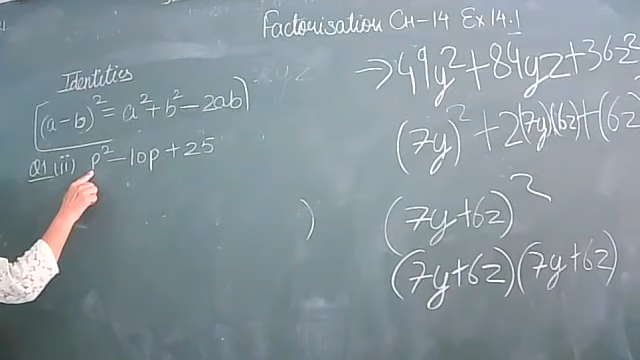 Factorisation CH-14 Ex 14.1
Identities
(a-b)² = a² + b² - 2ab
Q1 (ii) p² - 10p + 25
→ 49y² + 84yz + 36z²
(7y)² + 2(7y)(6z) + (6z
(7y+6z)²
(7y+6z)(7y+6z)